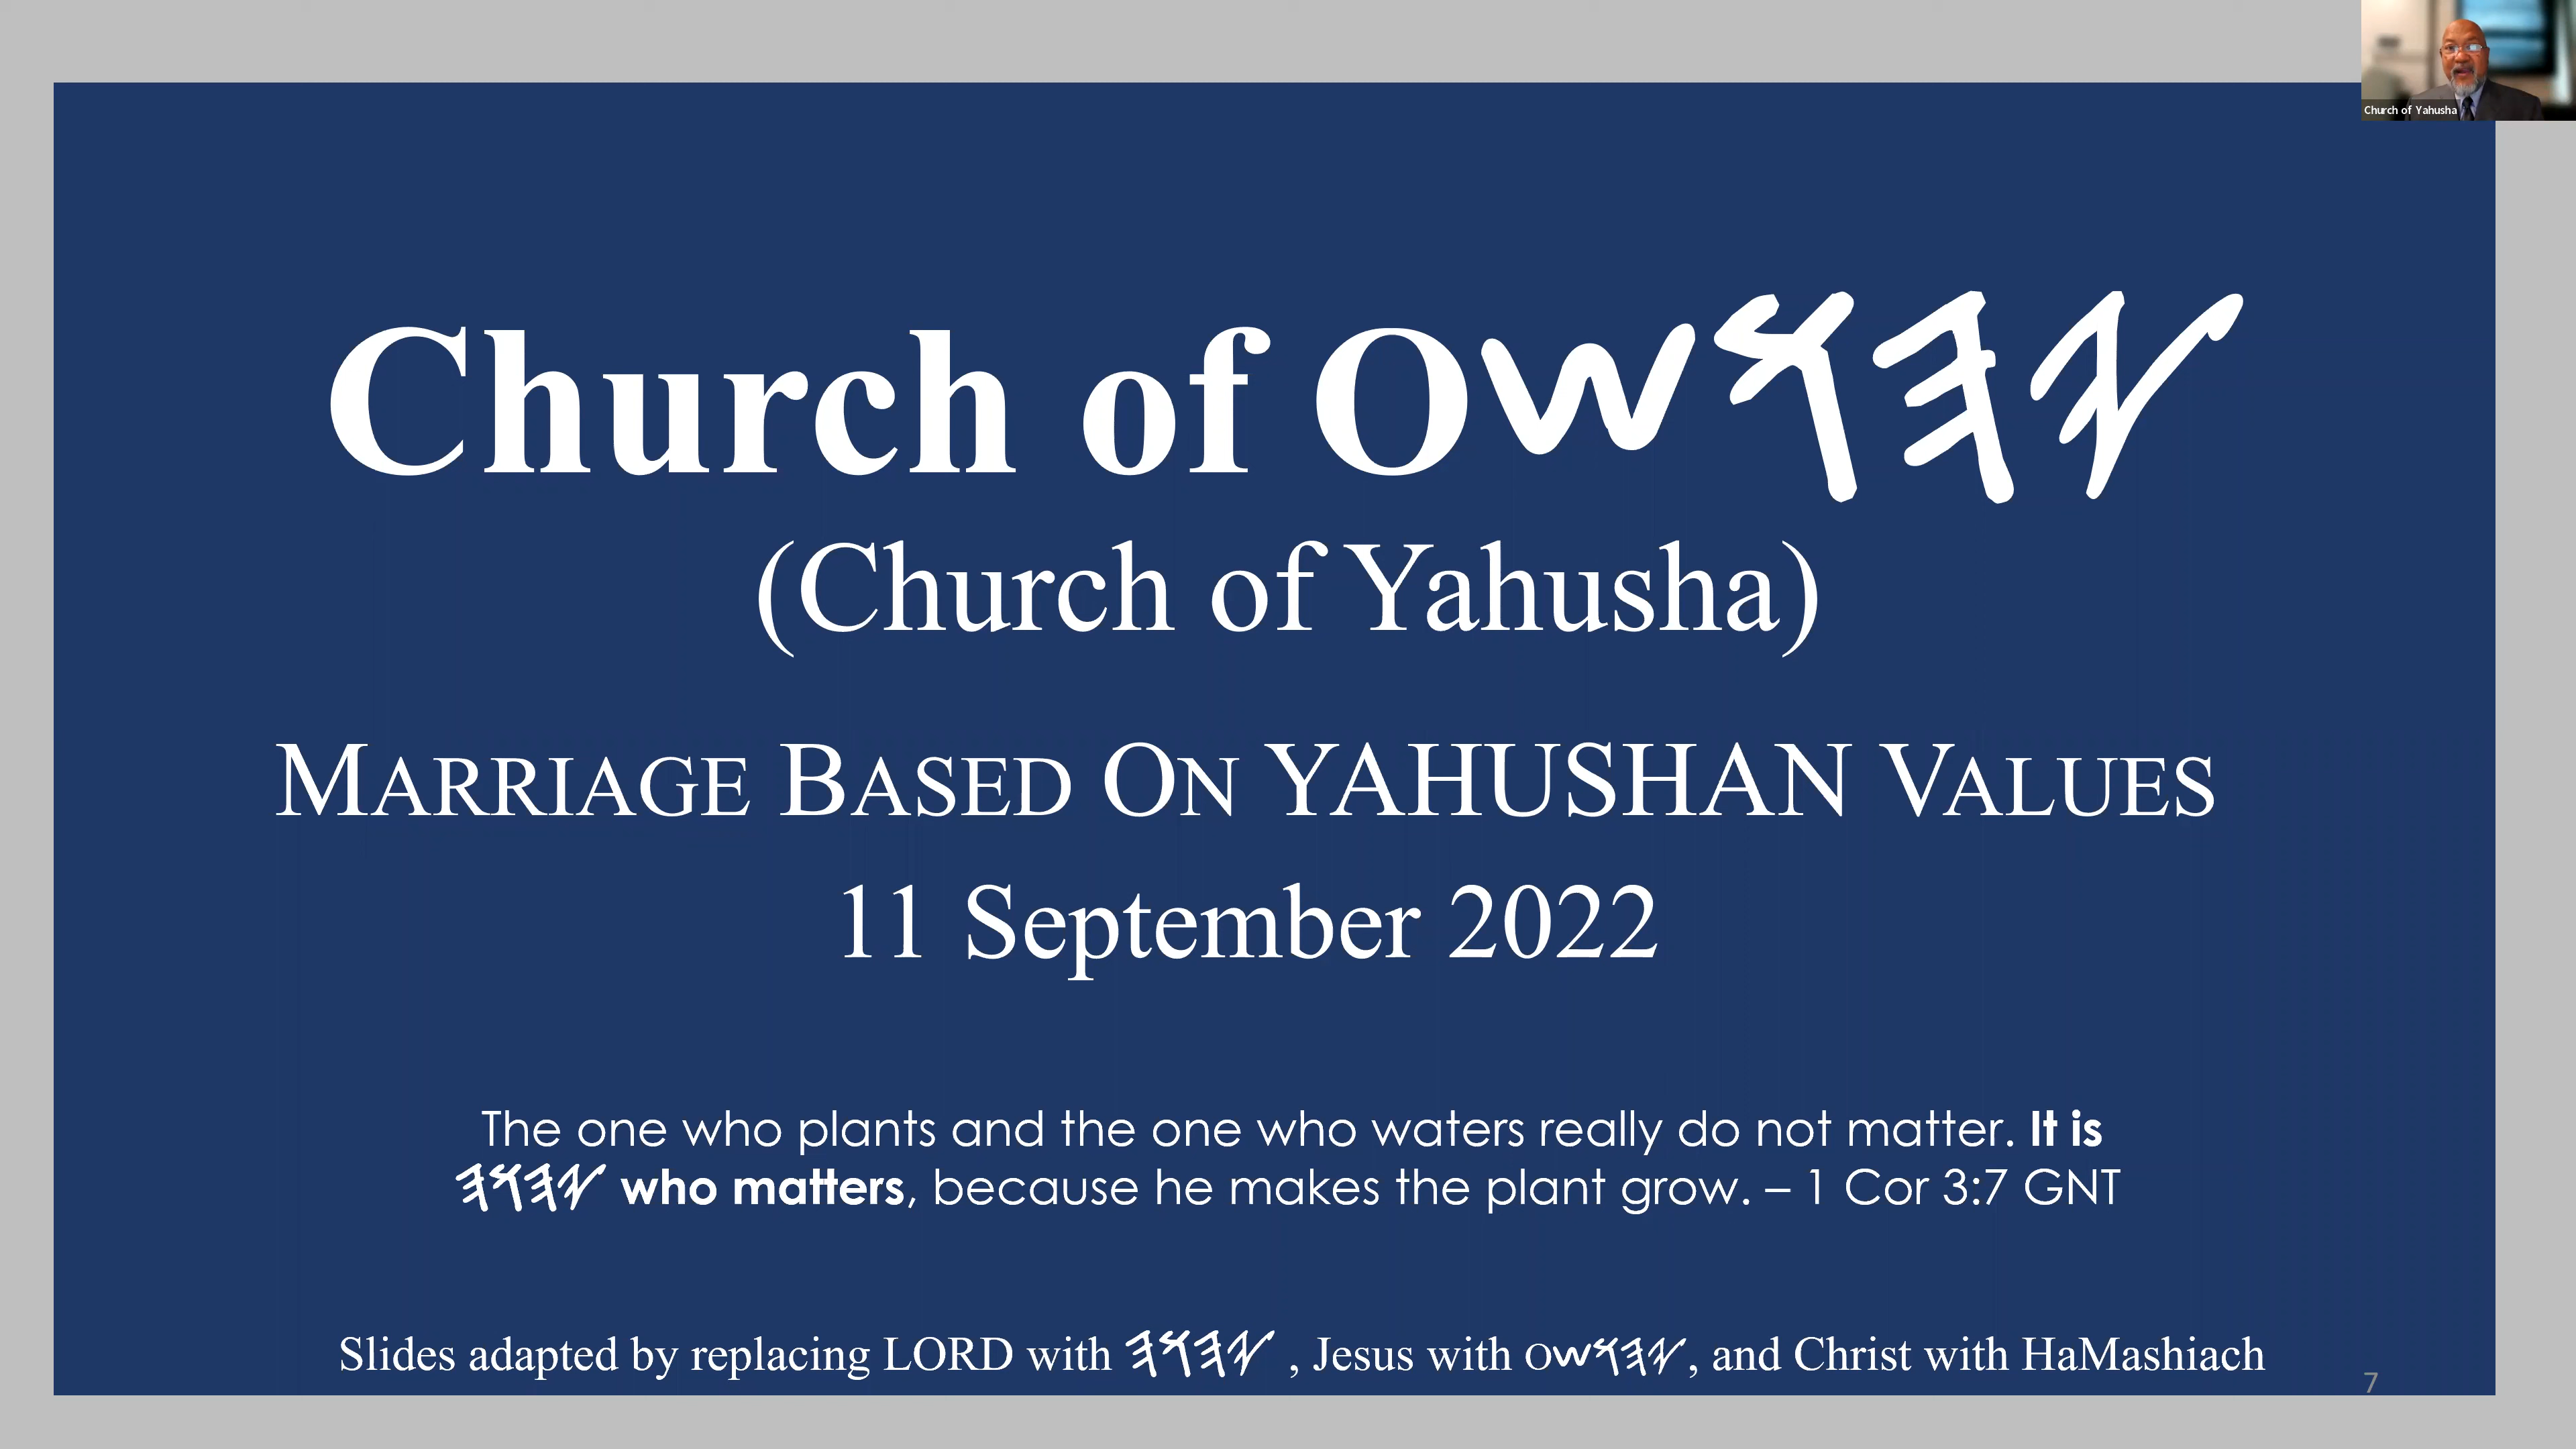 Church of Yahusha
Church of 𐤉𐤄𐤅𐤔𐤏
(Church of Yahusha)
MARRIAGE BASED ON YAHUSHAN VALUES
11 September 2022
The one who plants and the one who waters really do not matter. It is
𐤉𐤄𐤅𐤄 who matters, because he makes the plant grow. – 1 Cor 3:7 GNT
Slides adapted by replacing LORD with 𐤉𐤄𐤅𐤄 , Jesus with 𐤉𐤄𐤅𐤔𐤏, and Christ with HaMashiach
7